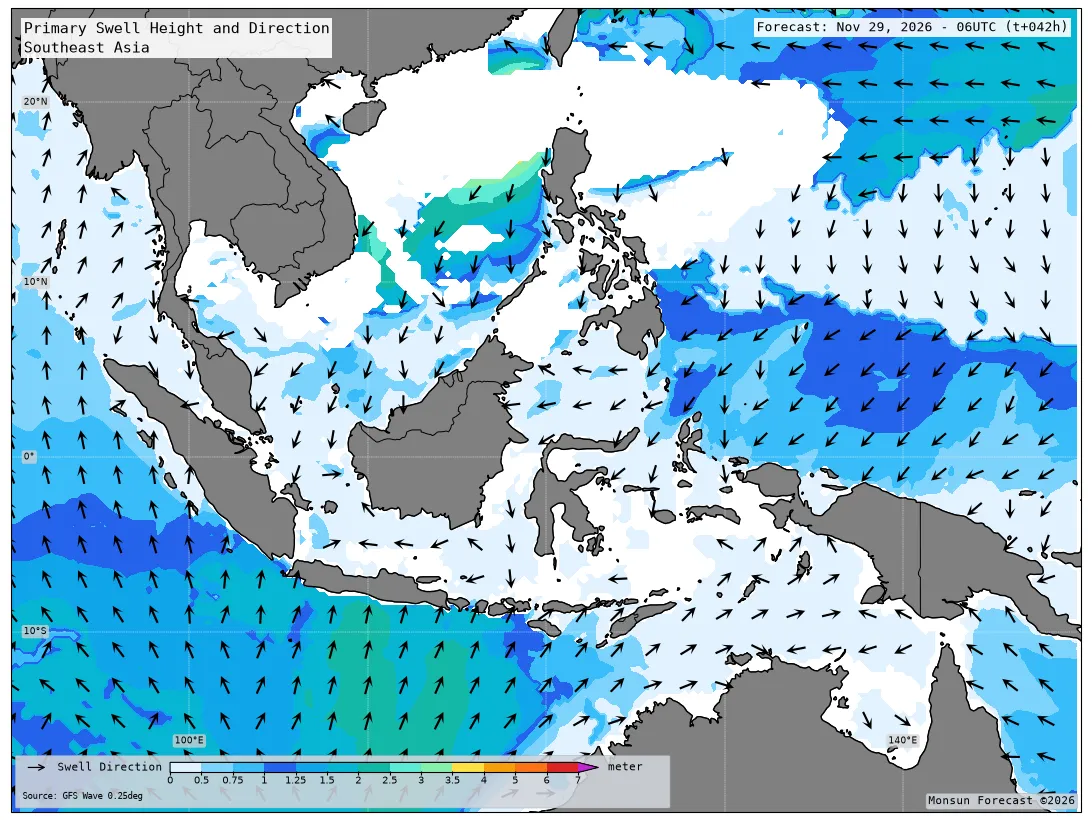 Primary Swell Height and Direction
Southeast Asia
Forecast: Nov 29, 2026 - 06UTC (t+042h)
20°N
10°N
0°
10°S
100°E
140°E
Swell Direction
0 0.5 0.75 1 1.25 1.5 2 2.5 3 3.5 4 5 6 7
meter
Source: GFS Wave 0.25deg
Monsun Forecast ©2026